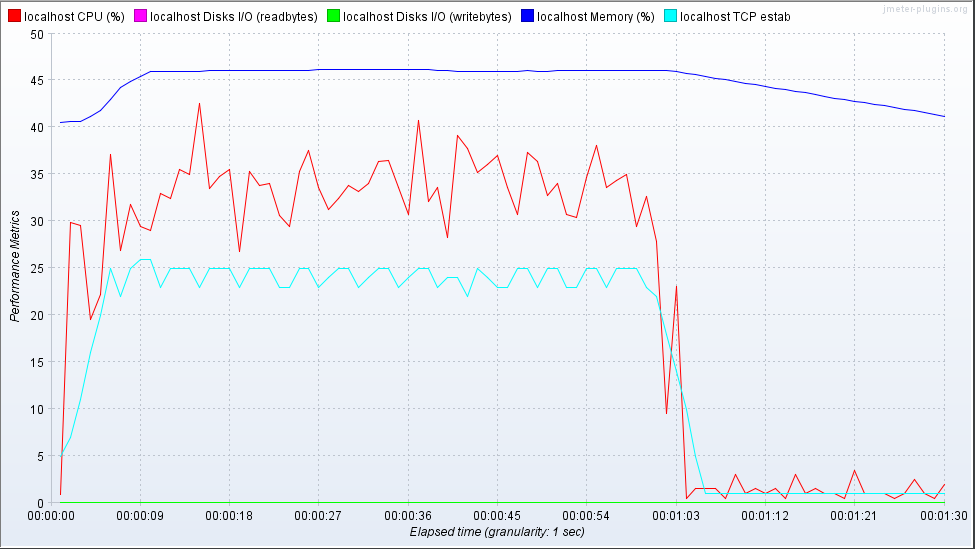 jmeter-plugins.org
localhost CPU (%) localhost Disks I/O (readbytes) localhost Disks I/O (writebytes) localhost Memory (%) localhost TCP estab
50
45
40
35
30
25
20
15
10
5
0
Performance Metrics
00:00:00 00:00:09 00:00:18 00:00:27 00:00:36 00:00:45 00:00:54 00:01:03 00:01:12 00:01:21 00:01:30
Elapsed time (granularity: 1 sec)